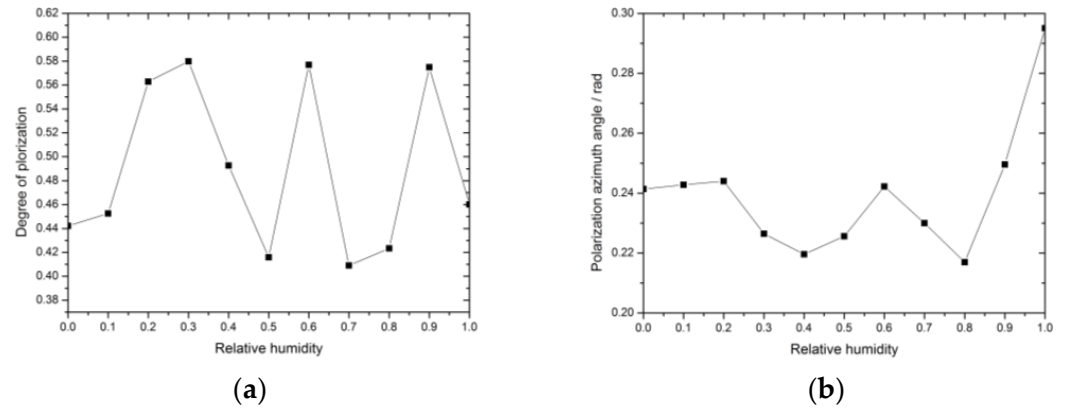 0.62
0.60
0.58
0.56
0.54
0.52
0.50
0.48
0.46
0.44
0.42
0.40
0.38
Degree of plorization
0.0 0.1 0.2 0.3 0.4 0.5 0.6 0.7 0.8 0.9 1.0
Relative humidity
(a)
0.30
0.28
0.26
0.24
0.22
0.20
Polarization azimuth angle / rad
0.0 0.1 0.2 0.3 0.4 0.5 0.6 0.7 0.8 0.9 1.0
Relative humidity
(b)